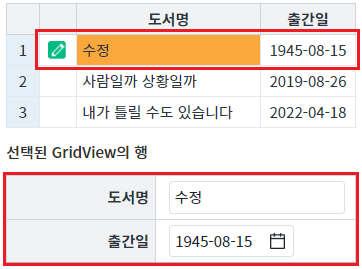 도서명 출간일
1 수정 1945-08-15
2 사람일까 상황일까 2019-08-26
3 내가 틀릴 수도 있습니다 2022-04-18
선택된 GridView의 행
도서명 수정
출간일 1945-08-15